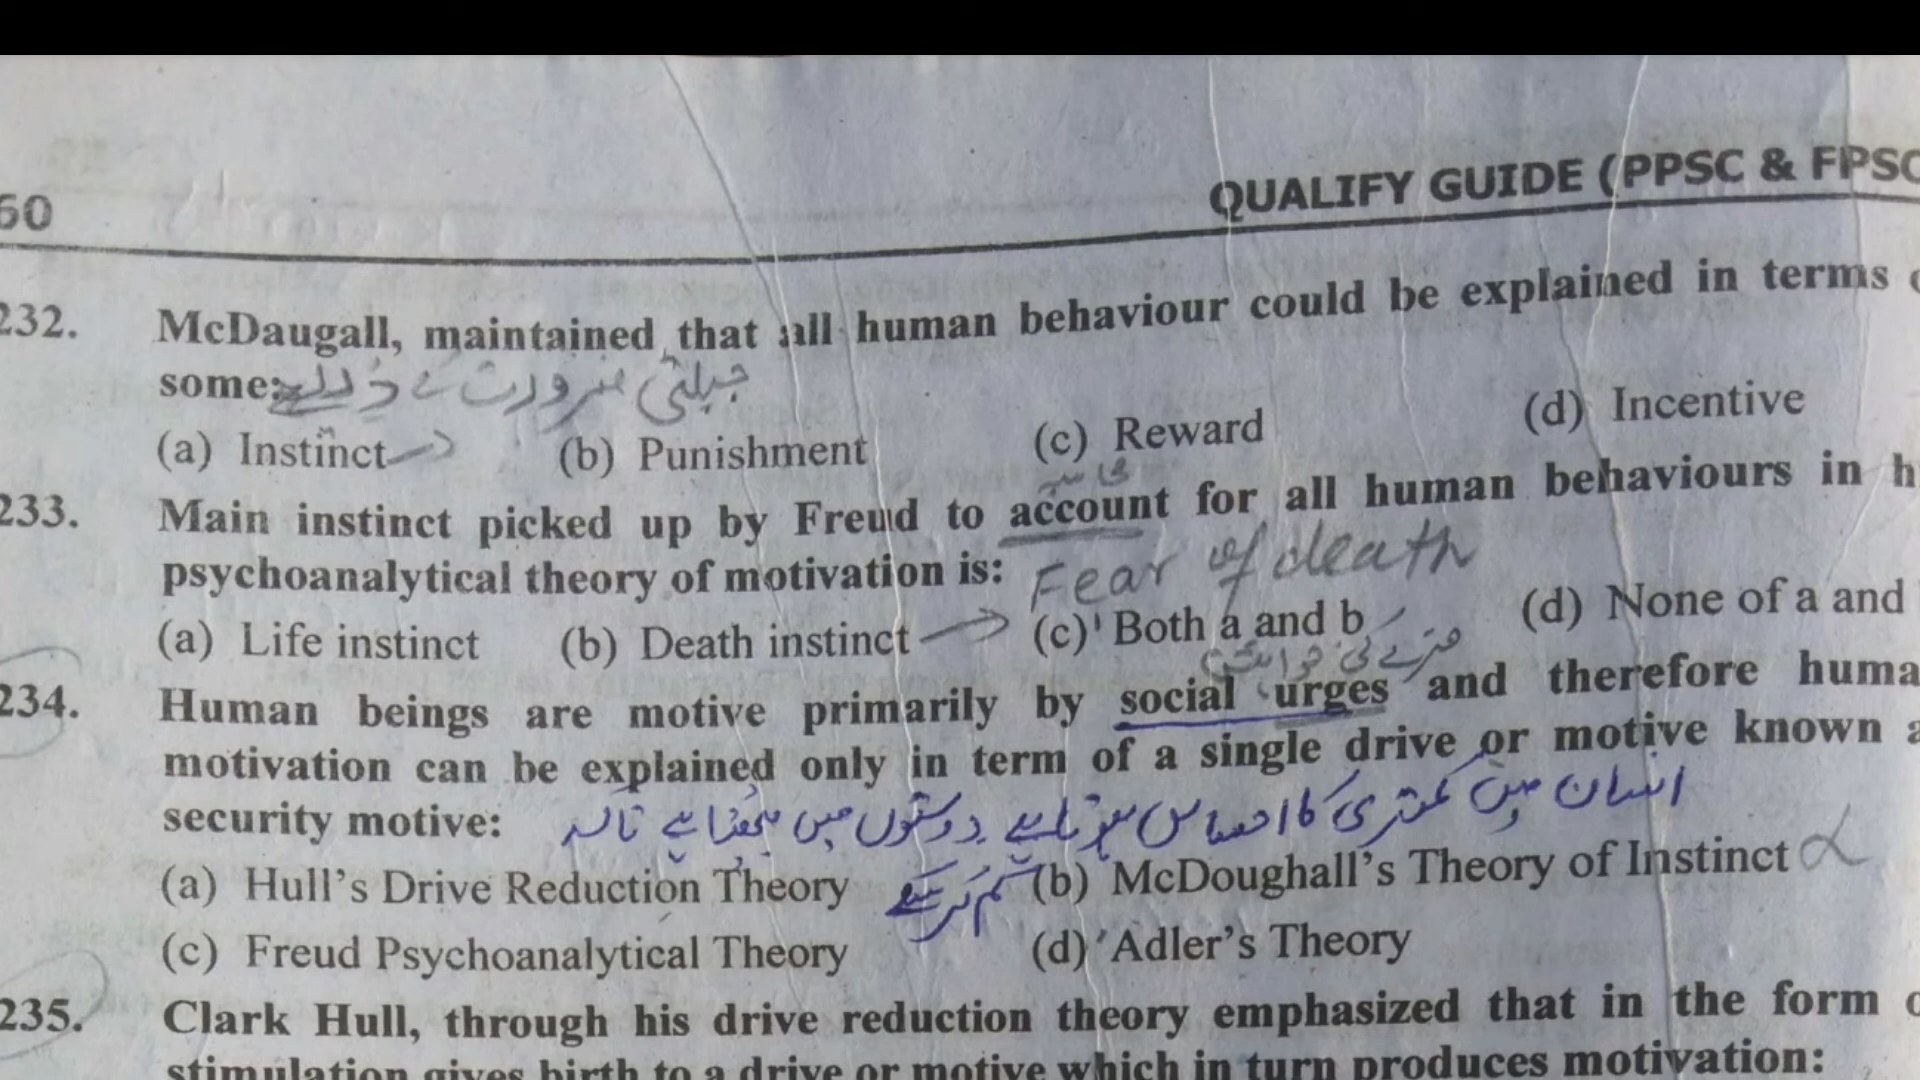 60
QUALIFY GUIDE (PPSC & FPSC
232. McDaugall, maintained that all human behaviour could be explained in terms
some: جبلتی ضرورت کے ذریعے
(a) Instinct (b) Punishment (c) Reward (d) Incentive
233. Main instinct picked up by Freud to account for all human behaviours in
psychoanalytical theory of motivation is: Fear of death
(a) Life instinct (b) Death instinct (c) Both a and b (d) None of a and
234. Human beings are motive primarily by social urges and therefore huma
motivation can be explained only in term of a single drive or motive known
security motive: انسان میں کمتری کا احساس ہوتا ہے دوستوں میں بیٹھتا ہے تاکہ
(a) Hull's Drive Reduction Theory (b) McDoughall's Theory of Instinct
(c) Freud Psychoanalytical Theory (d) Adler's Theory
235. Clark Hull, through his drive reduction theory emphasized that in the form
stimulation gives birth to a drive or motive which in turn produces motivation: